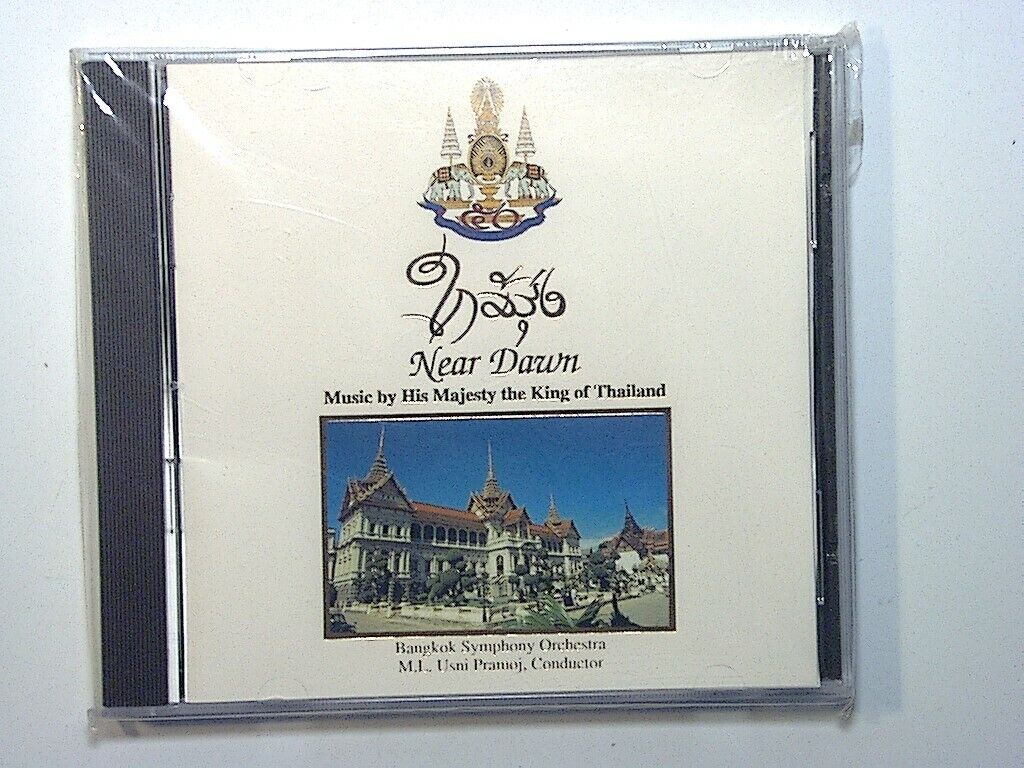 ๕๐
ใกล้รุ่ง
Near Dawn
Music by His Majesty the King of Thailand
Bangkok Symphony Orchestra
M.L. Usni Pramoj, Conductor